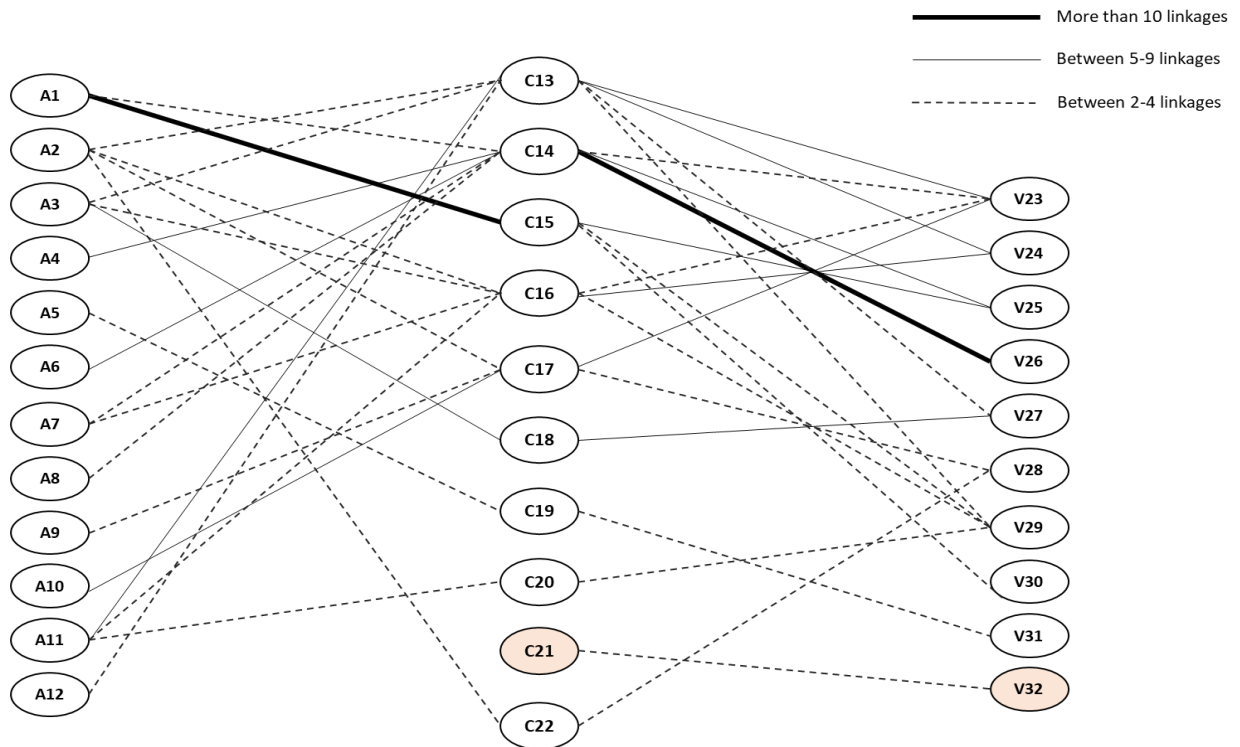 More than 10 linkages
Between 5-9 linkages
Between 2-4 linkages
A1
A2
A3
A4
A5
A6
A7
A8
A9
A10
A11
A12
C13
C14
C15
C16
C17
C18
C19
C20
C21
C22
V23
V24
V25
V26
V27
V28
V29
V30
V31
V32